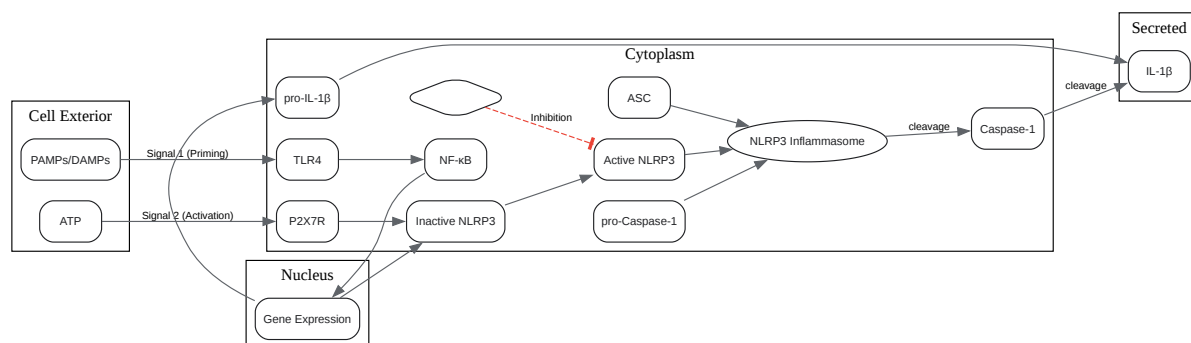 Secreted
IL-1β
cleavage
Cytoplasm
pro-IL-1β
ASC
Inhibition
Caspase-1
cleavage
NLRP3 Inflammasome
Cell Exterior
PAMPs/DAMPs
Signal 1 (Priming)
TLR4
NF-κB
Active NLRP3
ATP
Signal 2 (Activation)
P2X7R
Inactive NLRP3
pro-Caspase-1
Nucleus
Gene Expression